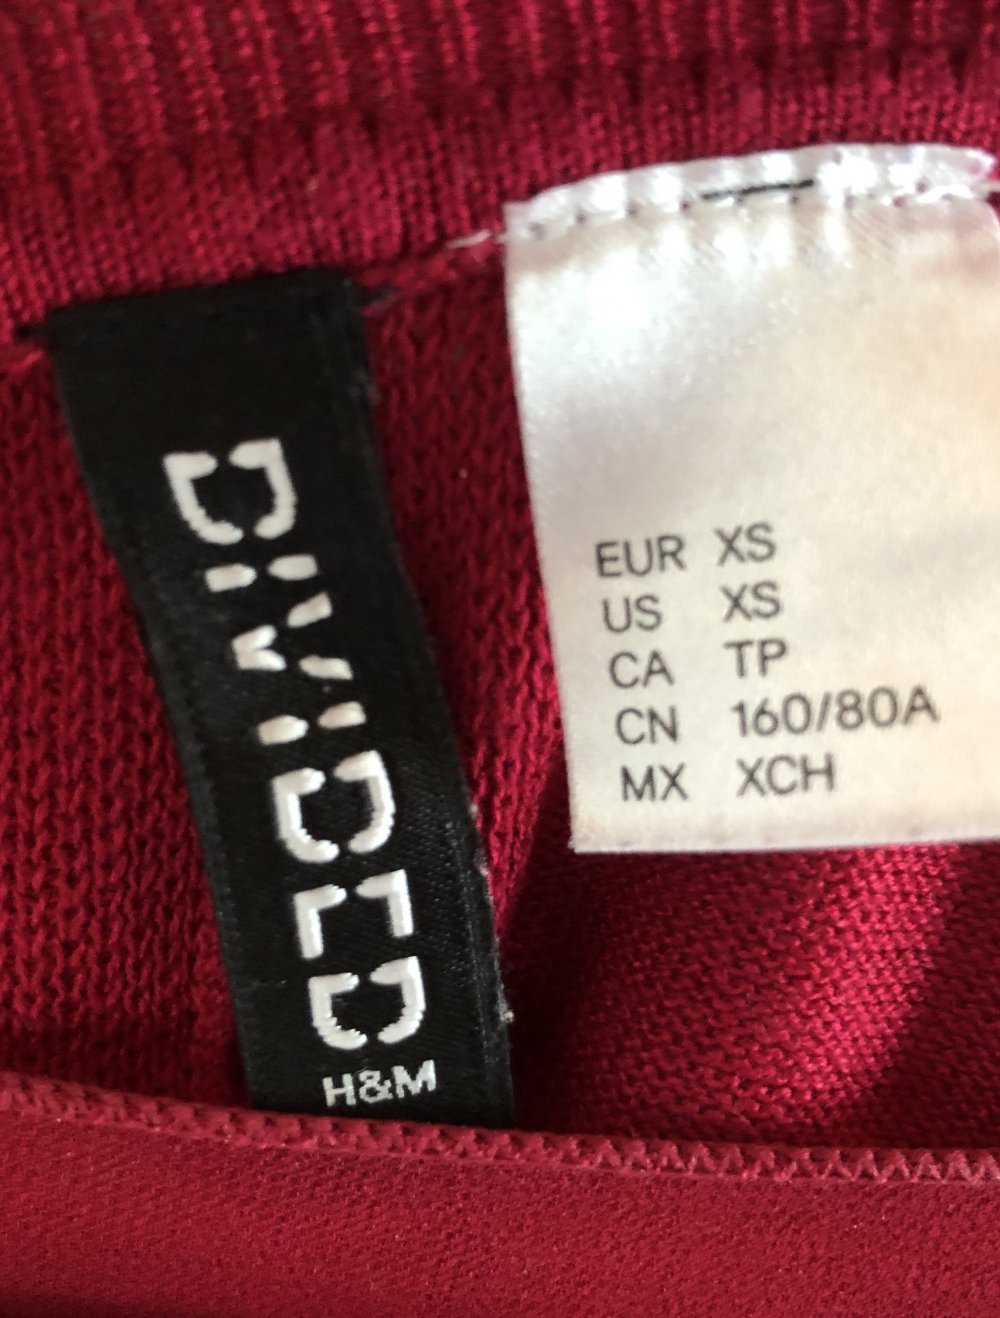 DIVIDED
H&M
EUR XS
US XS
CA TP
CN 160/80A
MX XCH